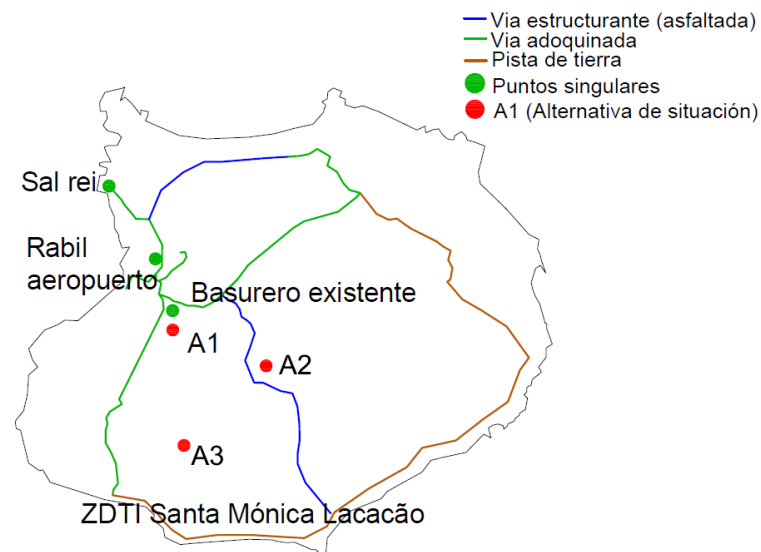 Via estructurante (asfaltada)
Via adoquinada
Pista de tierra
Puntos singulares
A1 (Alternativa de situación)
Sal rei
Rabil
aeropuerto
Basurero existente
A1
A2
A3
ZDTI Santa Mónica Lacacão